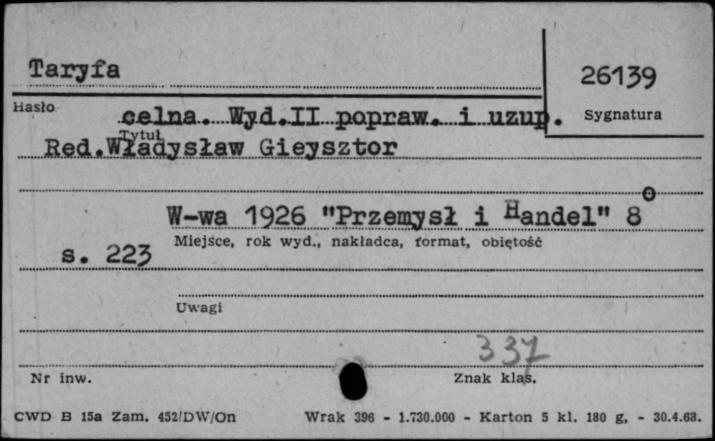 Taryfa
26139
Hasło
Sygnatura
celna. Wyd.II popraw. i uzup.
Tytuł
Red.Władysław Gieysztor
W-wa 1926 "Przemysł i Handel" 8o
Miejsce, rok wyd., nakładca, format, obiętość
s. 223
Uwagi
337
Nr inw.
Znak klas.
CWD B 15a Zam. 452/DW/On Wrak 396 - 1.730.000 - Karton 5 kl. 180 g, - 30.4.63.